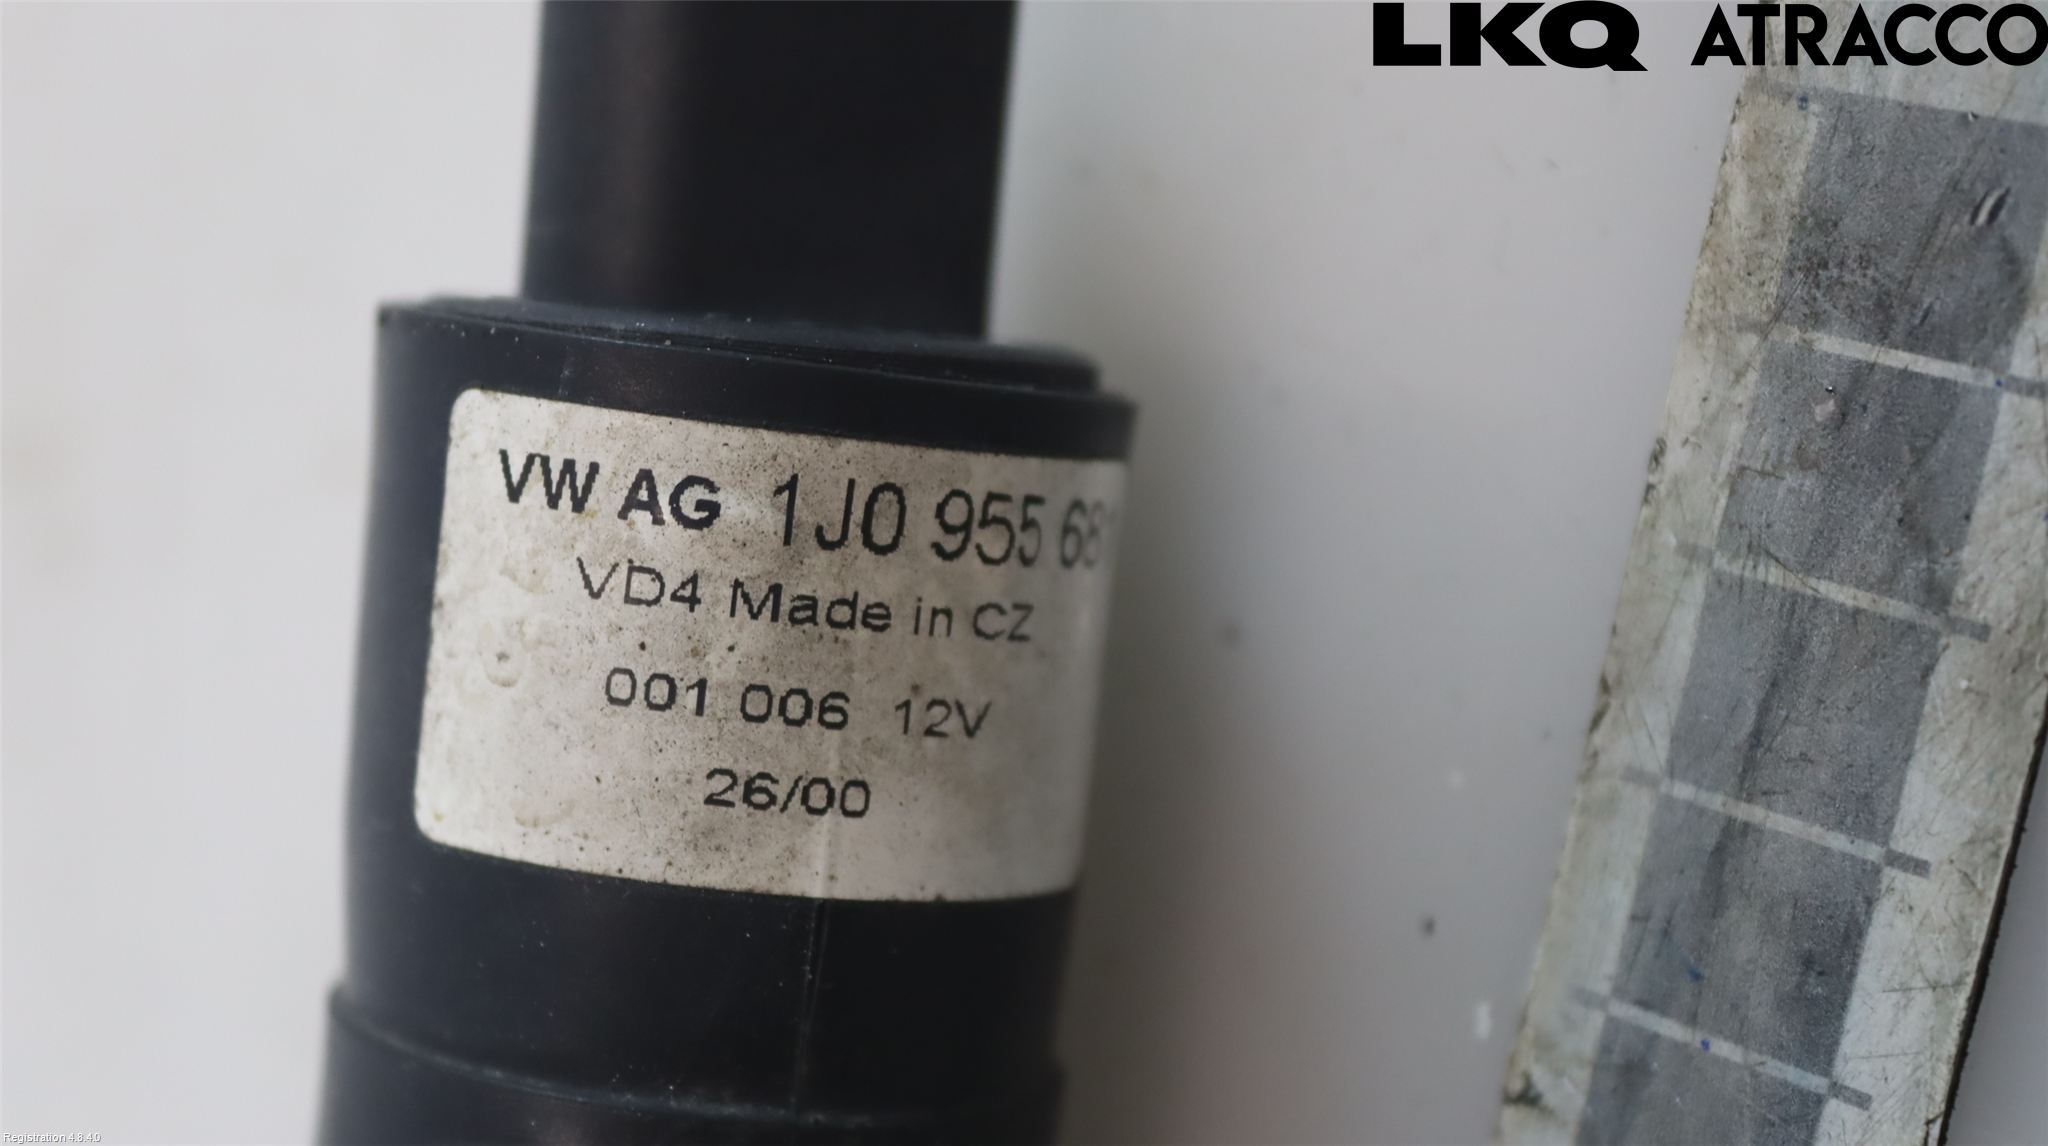 LKQ ATRACCO
VW AG 1J0 955 681
VD4 Made in CZ
001 006 12V
26/00
Registration 4.8.4.0